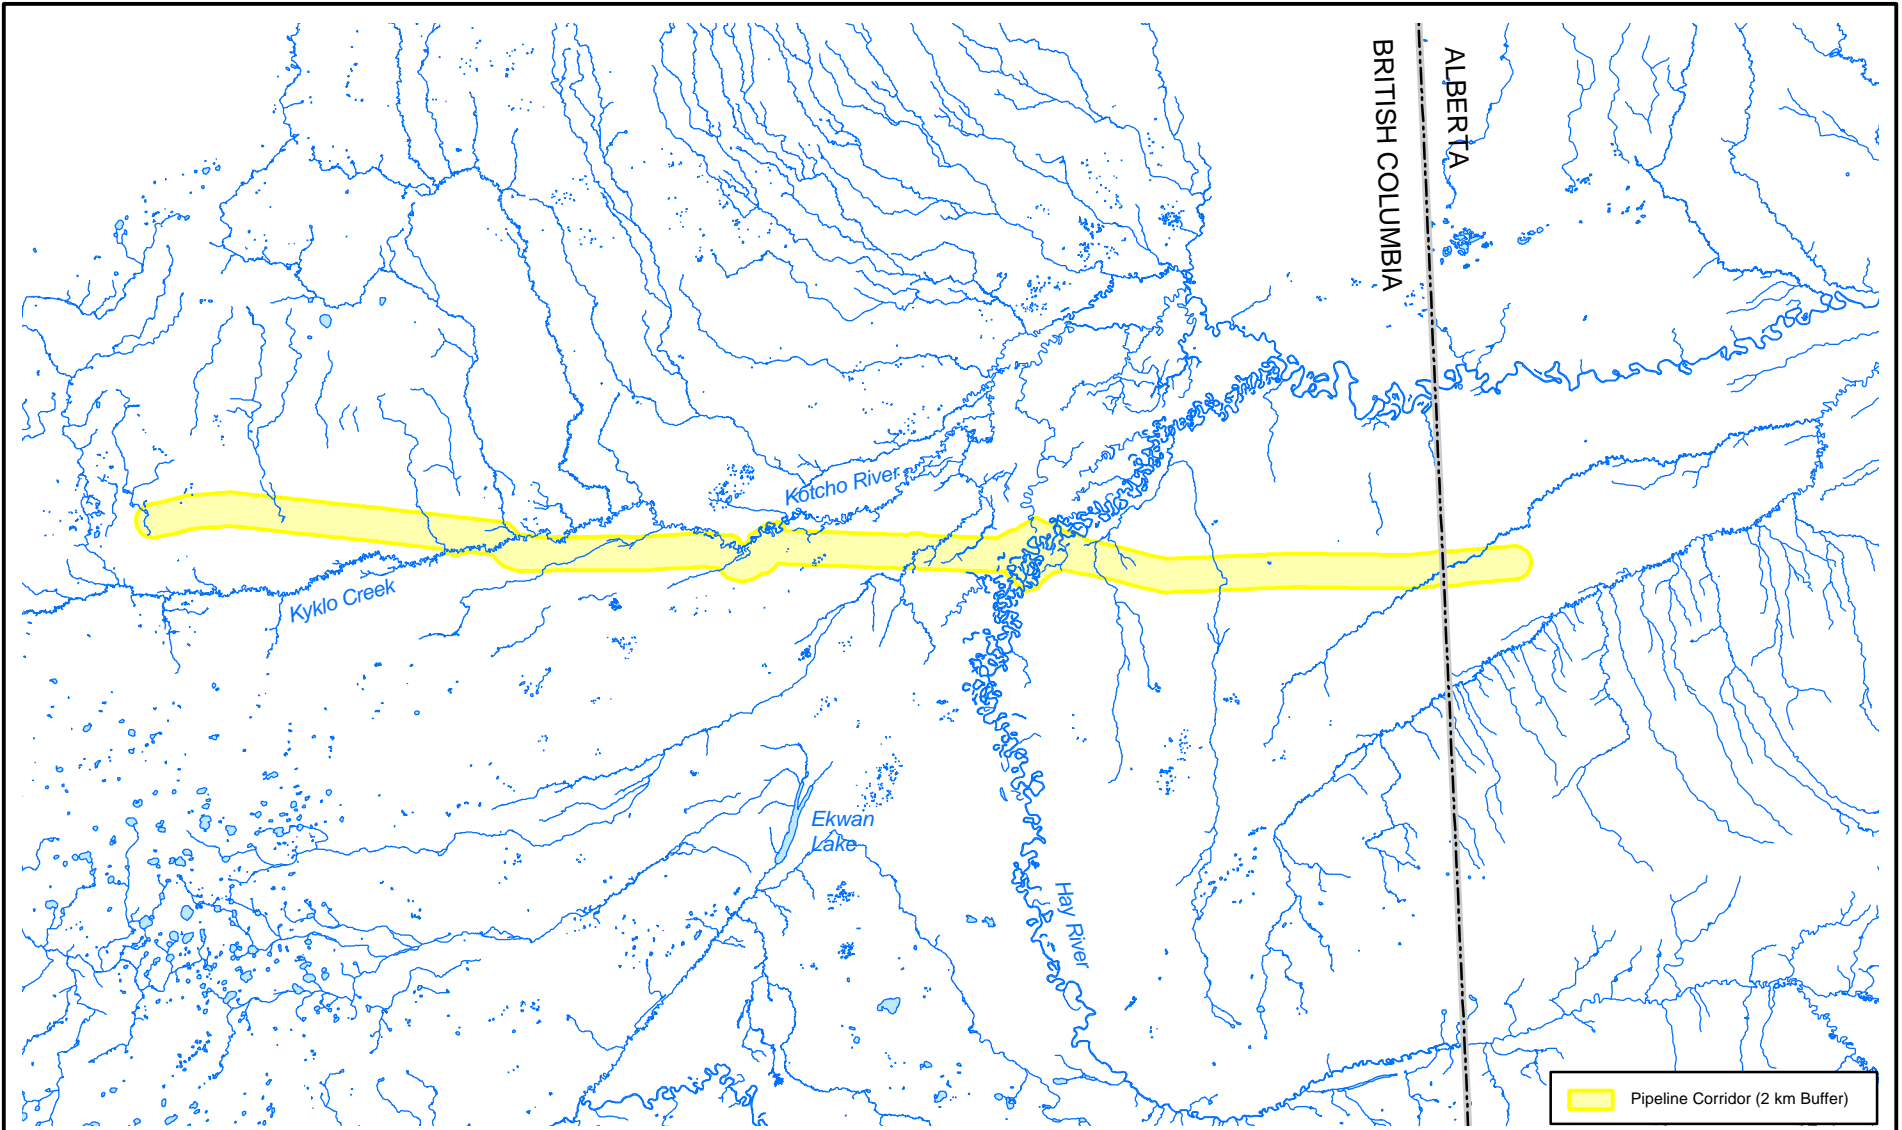 BRITISH COLUMBIA
ALBERTA
Kotcho River
Kyklo Creek
Ekwan
Lake
Hay River
Pipeline Corridor (2 km Buffer)